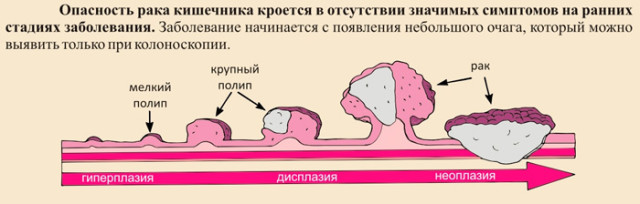 Опасность рака кишечника кроется в отсутствии значимых симптомов на ранних
стадиях заболевания. Заболевание начинается с появления небольшого очага, который можно
выявить только при колоноскопии.
мелкий
полип
крупный
полип
рак
гиперплазия
дисплазия
неоплазия